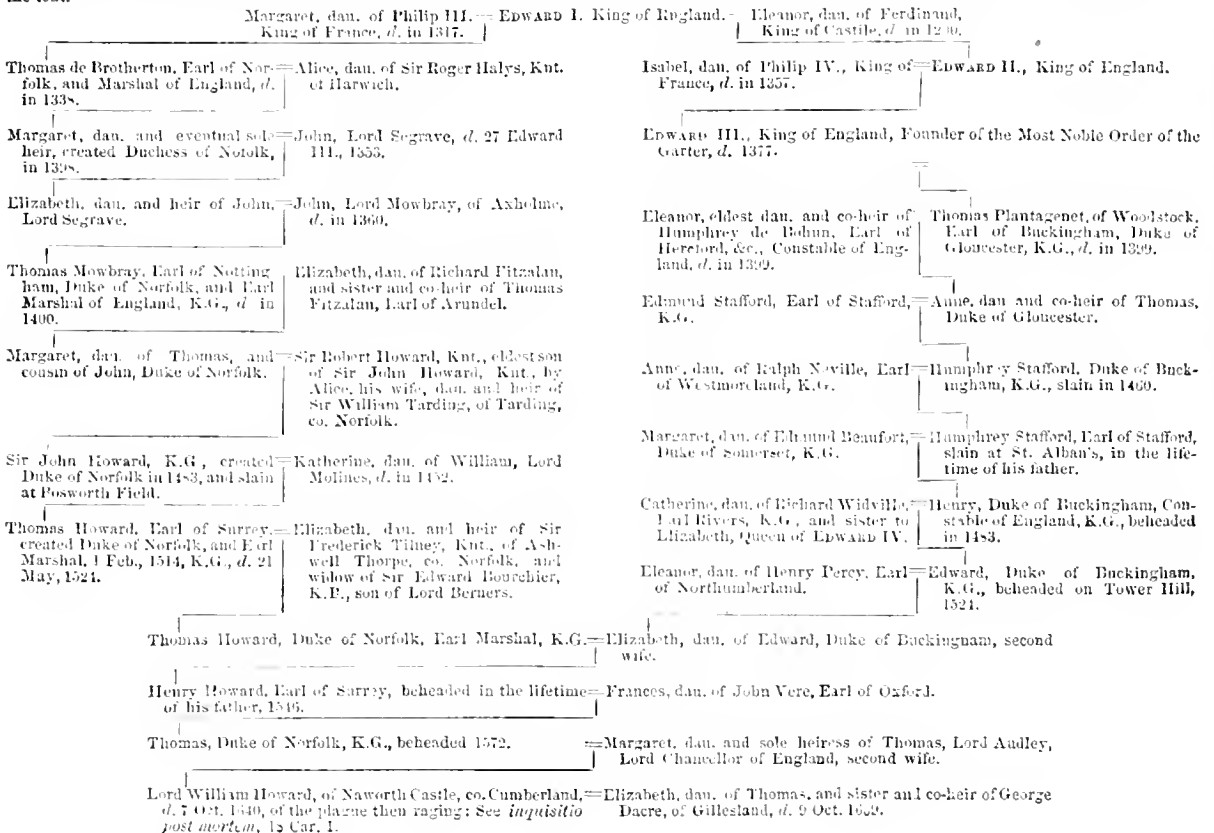 the text.
Margaret, dan. of Philip III. = EDWARD I. King of England. = Eleanor, dau. of Ferdinand,
King of France, d. in 1317. King of Castile, d. in 1290.
Thomas de Brotherton, Earl of Nor- = Alice, dau. of Sir Roger Halys, Knt.
folk, and Marshal of England, d. of Harwich.
in 1338.
Isabel, dau. of Philip IV., King of = EDWARD II., King of England.
France, d. in 1357.
Margaret, dau. and eventual sole = John, Lord Segrave, d. 27 Edward
heir, created Duchess of Nofolk, III., 1353.
in 1398.
EDWARD III., King of England, Founder of the Most Noble Order of the
Garter, d. 1377.
Elizabeth, dau. and heir of John, = John, Lord Mowbray, of Axholme,
Lord Segrave. d. in 1360.
Eleanor, eldest dau. and co-heir of = Thomas Plantagenet, of Woodstock,
Humphrey de Bohun, Earl of Earl of Buckingham, Duke of
Hereford, &c., Constable of Eng- Gloucester, K.G., d. in 1399.
land, d. in 1399.
Thomas Mowbray, Earl of Notting = Elizabeth, dau. of Richard Fitzalan,
ham, Duke of Norfolk, and Earl and sister and co-heir of Thomas
Marshal of England, K.G., d in Fitzalan, Earl of Arundel.
1400.
Edmund Stafford, Earl of Stafford, = Anne, dau and co-heir of Thomas,
K.G. Duke of Gloucester.
Margaret, dau. of Thomas, and = Sir Robert Howard, Knt., eldest son
cousin of John, Duke of Norfolk. of Sir John Howard, Knt., by
Alice, his wife, dau. and heir of
Sir William Tarding, of Tarding,
co. Norfolk.
Anne, dau. of Ralph Neville, Earl = Humphrey Stafford, Duke of Buck-
of Westmoreland, K.G. ingham, K.G., slain in 1460.
Margaret, dau. of Edmund Beaufort, = Humphrey Stafford, Earl of Stafford,
Duke of Somerset, K.G. slain at St. Alban's, in the life-
time of his father.
Sir John Howard, K.G., created = Katherine, dau. of William, Lord
Duke of Norfolk in 1483, and slain Molines, d. in 1452.
at Bosworth Field.
Catherine, dau. of Richard Widville, = Henry, Duke of Buckingham, Con-
Earl Rivers, K.G., and sister to stable of England, K.G., beheaded
Elizabeth, Queen of EDWARD IV. in 1483.
Thomas Howard, Earl of Surrey, = Elizabeth, dau. and heir of Sir
created Duke of Norfolk, and Earl Frederick Tilney, Knt., of Ash-
Marshal, 1 Feb., 1514, K.G., d. 21 well Thorpe, co. Norfolk, and
May, 1524. widow of Sir Edward Bourchier,
K.B., son of Lord Berners.
Eleanor, dau. of Henry Percy, Earl = Edward, Duke of Buckingham,
of Northumberland. K.G., beheaded on Tower Hill,
1521.
Thomas Howard, Duke of Norfolk, Earl Marshal, K.G. = Elizabeth, dau. of Edward, Duke of Buckingham, second
wife.
Henry Howard, Earl of Surrey, beheaded in the lifetime = Frances, dau. of John Vere, Earl of Oxford.
of his father, 1546.
Thomas, Duke of Norfolk, K.G., beheaded 1572. = Margaret, dau. and sole heiress of Thomas, Lord Audley,
Lord Chancellor of England, second wife.
Lord William Howard, of Naworth Castle, co. Cumberland, = Elizabeth, dau. of Thomas, and sister and co-heir of George
d. 7 Oct. 1640, of the plague then raging: See inquisitio Dacre, of Gillesland, d. 9 Oct.
post mortem, 15 Car. I.